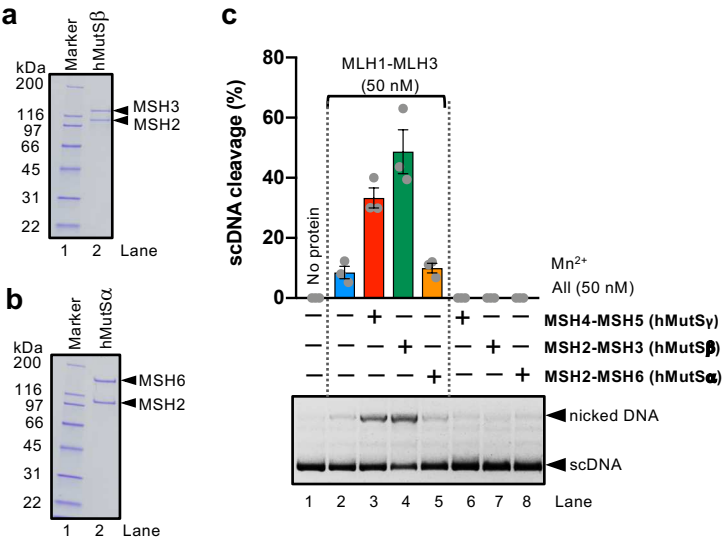 a
Marker
hMutSβ
kDa
200
116
97
66
45
31
22
MSH3
MSH2
1 2 Lane
b
Marker
hMutSα
kDa
200
116
97
66
45
31
22
MSH6
MSH2
1 2 Lane
c
scDNA cleavage (%)
80
60
40
20
0
MLH1-MLH3
(50 nM)
No protein
Mn²⁺
All (50 nM)
− − + − − + − − MSH4-MSH5 (hMutSγ)
− − − + − − + − MSH2-MSH3 (hMutSβ)
− − − − + − − + MSH2-MSH6 (hMutSα)
nicked DNA
scDNA
1 2 3 4 5 6 7 8 Lane